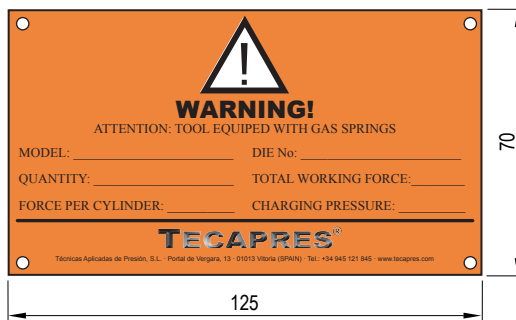 !
WARNING!
ATTENTION: TOOL EQUIPED WITH GAS SPRINGS
MODEL: DIE No:
QUANTITY: TOTAL WORKING FORCE:
FORCE PER CYLINDER: CHARGING PRESSURE:
TECAPRES®
Técnicas Aplicadas de Presión, S.L. · Portal de Vergara, 13 · 01013 Vitoria (SPAIN) · Tel.: +34 945 121 845 · www.tecapres.com
70
125